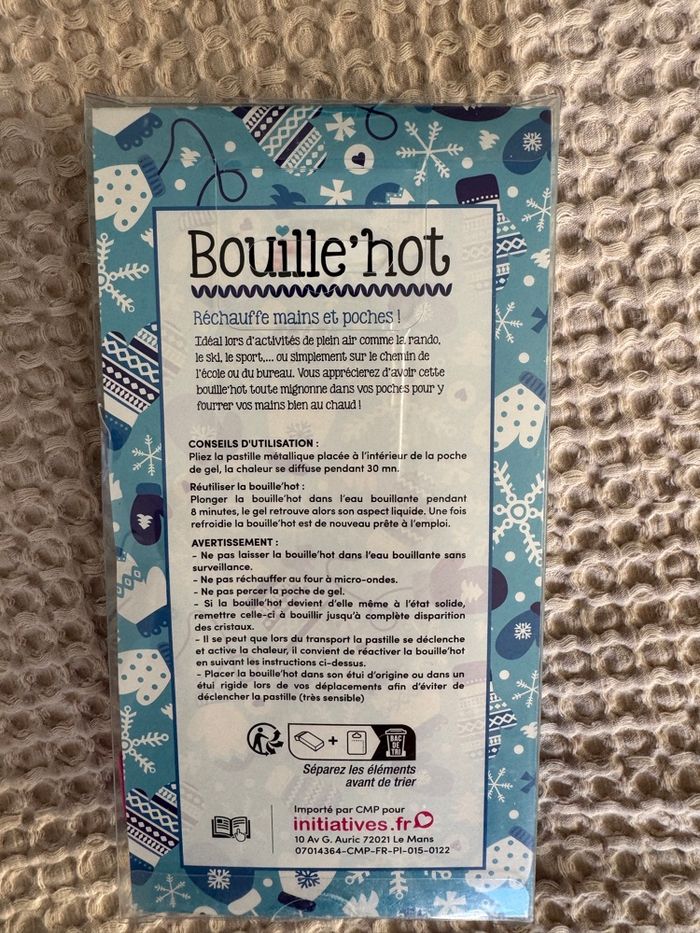 Bouille'hot
Réchauffe mains et poches !
Idéal lors d'activités de plein air comme la rando,
le ski, le sport,... ou simplement sur le chemin de
l'école ou du bureau. Vous apprécierez d'avoir cette
bouille'hot toute mignonne dans vos poches pour y
fourrer vos mains bien au chaud !
CONSEILS D'UTILISATION :
Pliez la pastille métallique placée à l'intérieur de la poche
de gel, la chaleur se diffuse pendant 30 mn.
Réutiliser la bouille'hot :
Plonger la bouille'hot dans l'eau bouillante pendant
8 minutes, le gel retrouve alors son aspect liquide. Une fois
refroidie la bouille'hot est de nouveau prête à l'emploi.
AVERTISSEMENT :
- Ne pas laisser la bouille'hot dans l'eau bouillante sans
surveillance.
- Ne pas réchauffer au four à micro-ondes.
- Ne pas percer la poche de gel.
- Si la bouille'hot devient d'elle même à l'état solide,
remettre celle-ci à bouillir jusqu'à complète disparition
des cristaux.
- Il se peut que lors du transport la pastille se déclenche
et active la chaleur, il convient de réactiver la bouille'hot
en suivant les instructions ci-dessus.
- Placer la bouille'hot dans son étui d'origine ou dans un
étui rigide lors de vos déplacements afin d'éviter de
déclencher la pastille (très sensible)
+
BAC
DE
TRI
Séparez les éléments
avant de trier
Importé par CMP pour
initiatives.fr
10 Av G. Auric 72021 Le Mans
07014364-CMP-FR-PI-015-0122